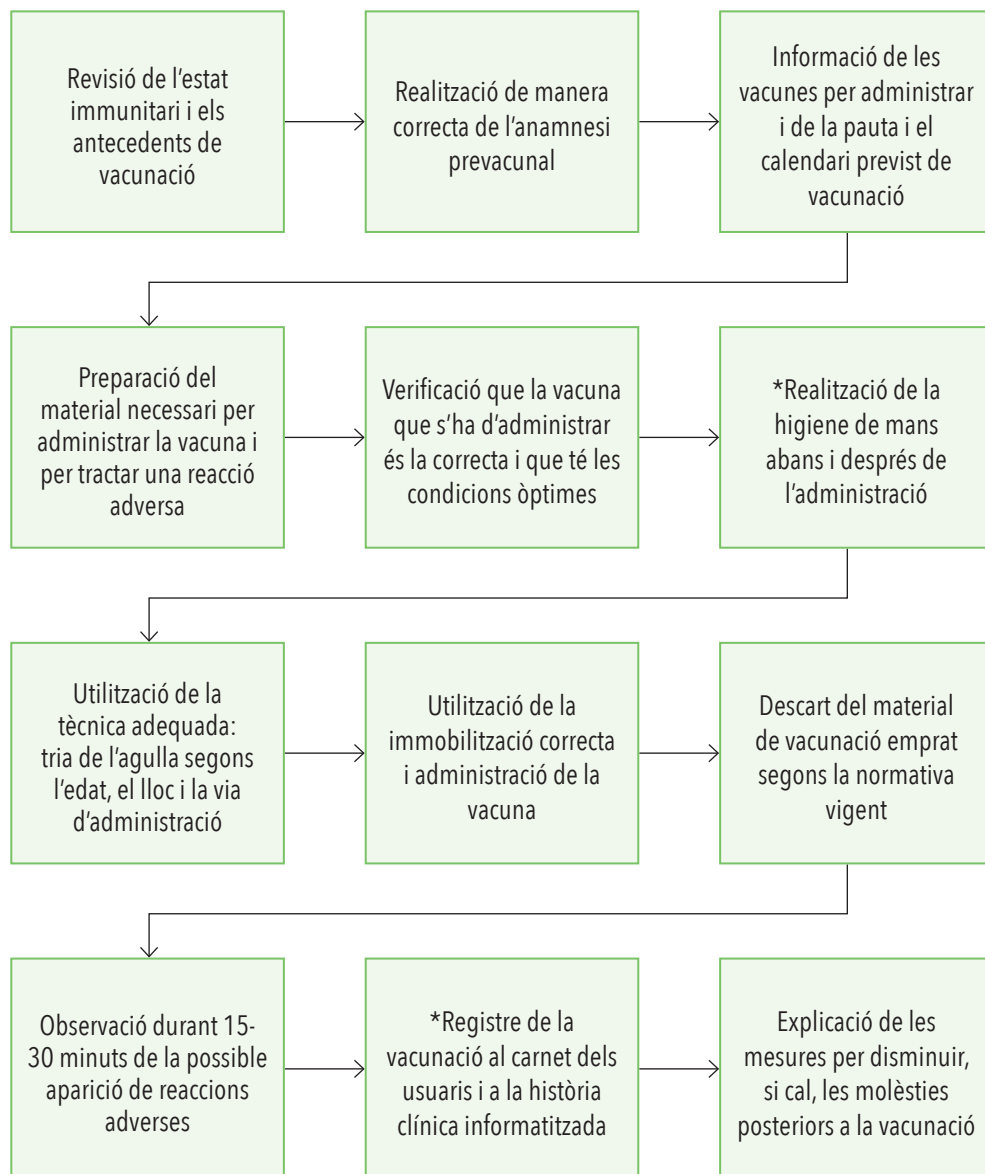 Revisió de l'estat
immunitari i els
antecedents de
vacunació
Realització de manera
correcta de l'anamnesi
prevacunal
Informació de les
vacunes per administrar
i de la pauta i el
calendari previst de
vacunació
Preparació del
material necessari per
administrar la vacuna i
per tractar una reacció
adversa
Verificació que la vacuna
que s'ha d'administrar
és la correcta i que té les
condicions òptimes
*Realització de la
higiene de mans
abans i després de
l'administració
Utilització de la
tècnica adequada:
tria de l'agulla segons
l'edat, el lloc i la via
d'administració
Utilització de la
immobilització correcta
i administració de la
vacuna
Descart del material
de vacunació emprat
segons la normativa
vigent
Observació durant 15-
30 minuts de la possible
aparició de reaccions
adverses
*Registre de la
vacunació al carnet dels
usuaris i a la història
clínica informatitzada
Explicació de les
mesures per disminuir,
si cal, les molèsties
posteriors a la vacunació